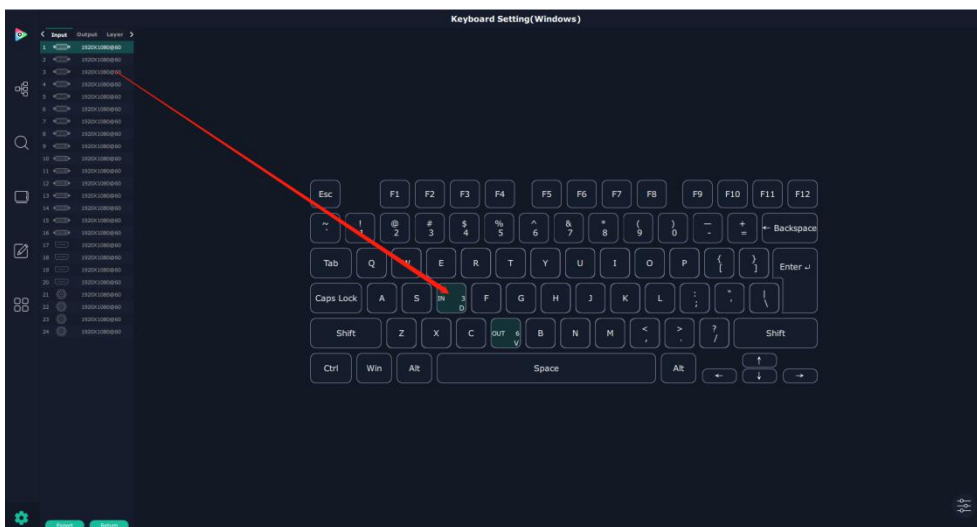 Keyboard Setting(Windows)
< Input Output Layer >
1 1920X1080@60
2 1920X1080@60
3 1920X1080@60
4 1920X1080@60
5 1920X1080@60
6 1920X1080@60
7 1920X1080@60
8 1920X1080@60
9 1920X1080@60
10 1920X1080@60
11 1920X1080@60
12 1920X1080@60
13 1920X1080@60
14 1920X1080@60
15 1920X1080@60
16 1920X1080@60
17 1920X1080@60
18 1920X1080@60
19 1920X1080@60
20 1920X1080@60
21 1920X1080@60
22 1920X1080@60
23 1920X1080@60
24 1920X1080@60
Esc F1 F2 F3 F4 F5 F6 F7 F8 F9 F10 F11 F12
~ ` ! 1 @ 2 # 3 $ 4 % 5 ^ 6 & 7 * 8 ( 9 ) 0 — - + = ← Backspace
Tab Q W E R T Y U I O P { [ } ] Enter ↵
Caps Lock A S IN 3 D F G H J K L : ; " ' | \
Shift Z X C OUT 6 V B N M < , > . ? / Shift
Ctrl Win Alt Space Alt ← ↑ ↓ →
Return